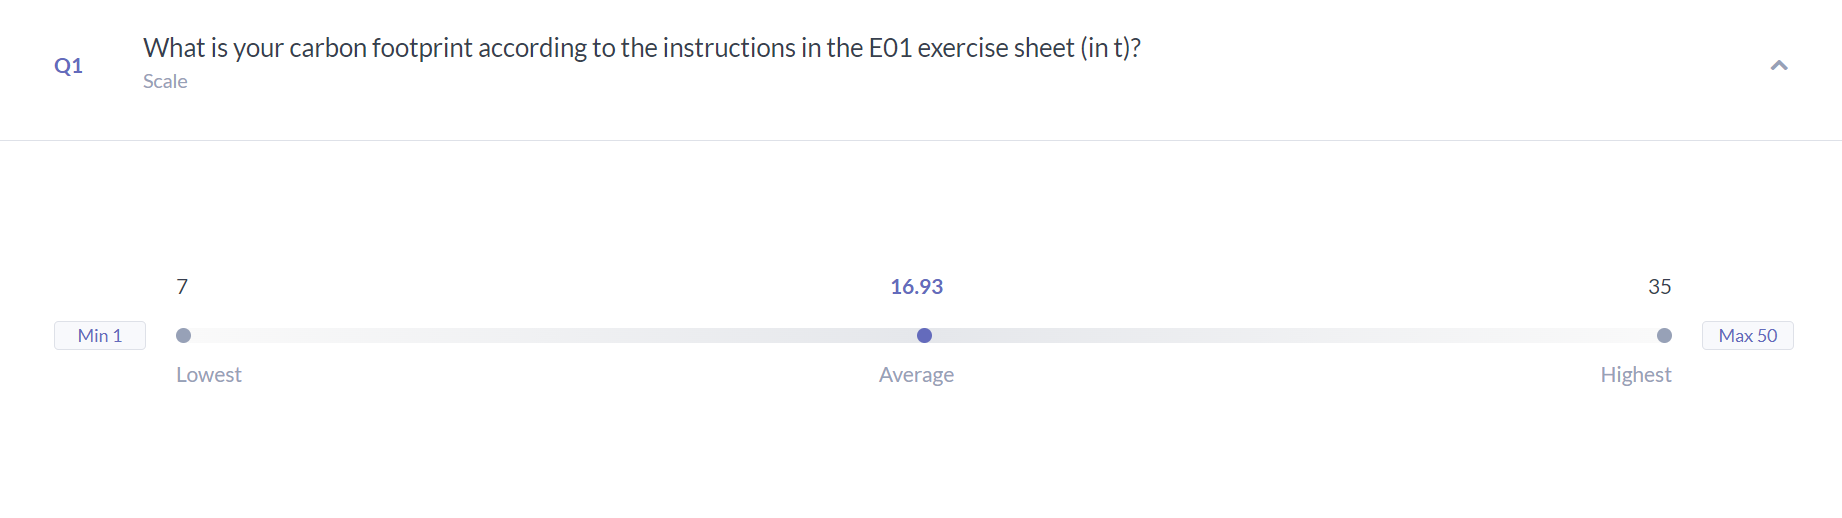 Q1
What is your carbon footprint according to the instructions in the E01 exercise sheet (in t)?
Scale
7
16.93
35
Min 1
Max 50
Lowest
Average
Highest